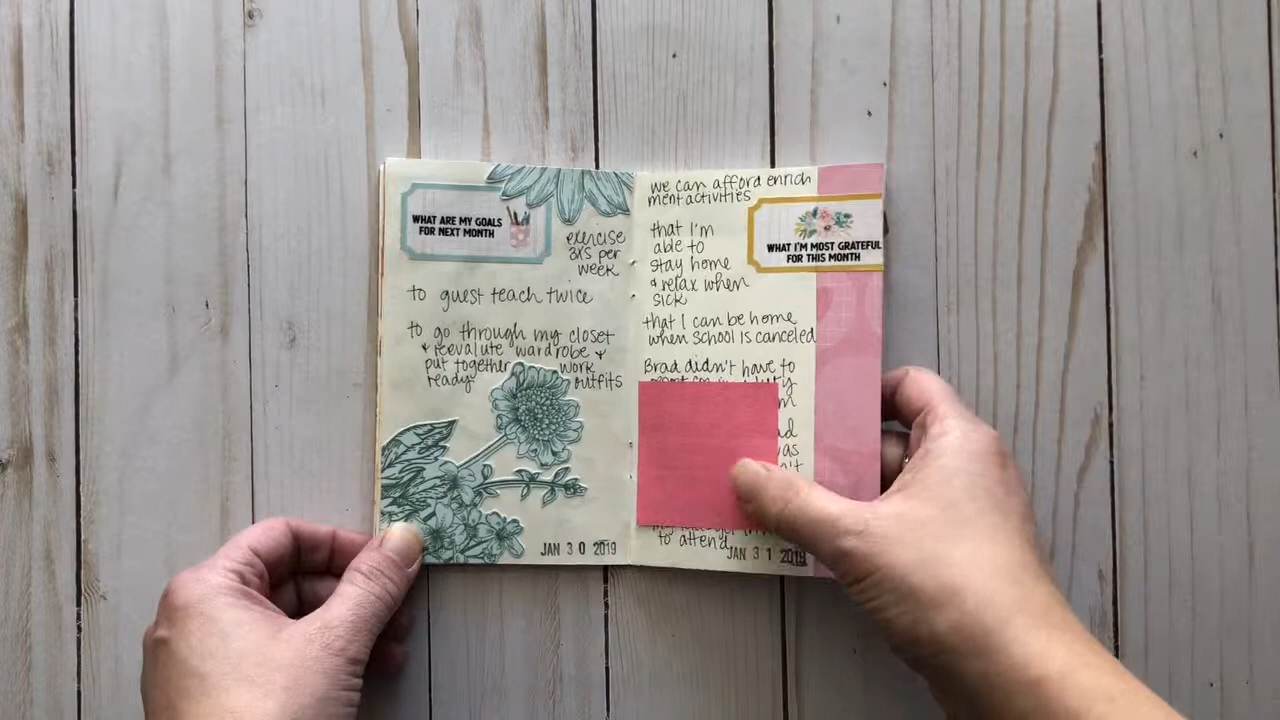 WHAT ARE MY GOALS
FOR NEXT MONTH
exercise
3xs per
week
to guest teach twice
to go through my closet
& reevalute wardrobe &
put together work
ready outfits
JAN 30 2019
we can afford enrich
ment activities
WHAT I'M MOST GRATEFUL
FOR THIS MONTH
that I'm
able to
stay home
& relax when
sick
that I can be home
when school is canceled
Brad didn't have to
to attend
JAN 31 2019